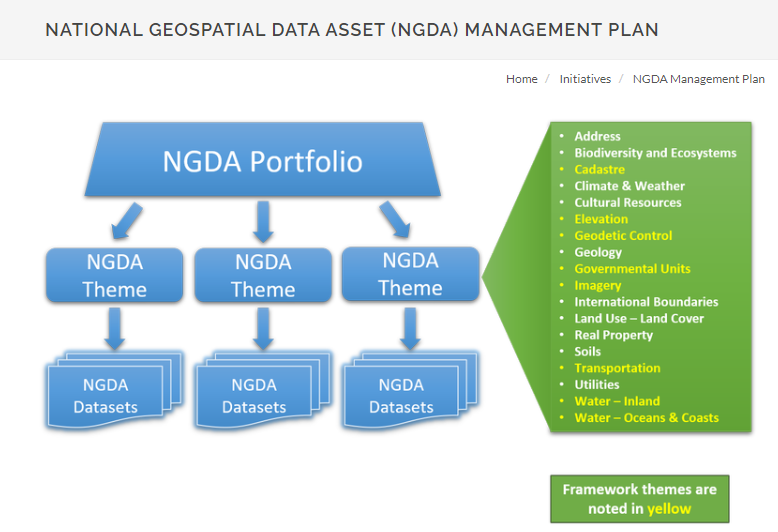 NATIONAL GEOSPATIAL DATA ASSET (NGDA) MANAGEMENT PLAN
Home / Initiatives / NGDA Management Plan
NGDA Portfolio
NGDA
Theme
NGDA
Theme
NGDA
Theme
NGDA
Datasets
NGDA
Datasets
NGDA
Datasets
• Address
• Biodiversity and Ecosystems
• Cadastre
• Climate & Weather
• Cultural Resources
• Elevation
• Geodetic Control
• Geology
• Governmental Units
• Imagery
• International Boundaries
• Land Use – Land Cover
• Real Property
• Soils
• Transportation
• Utilities
• Water – Inland
• Water – Oceans & Coasts
Framework themes are
noted in yellow